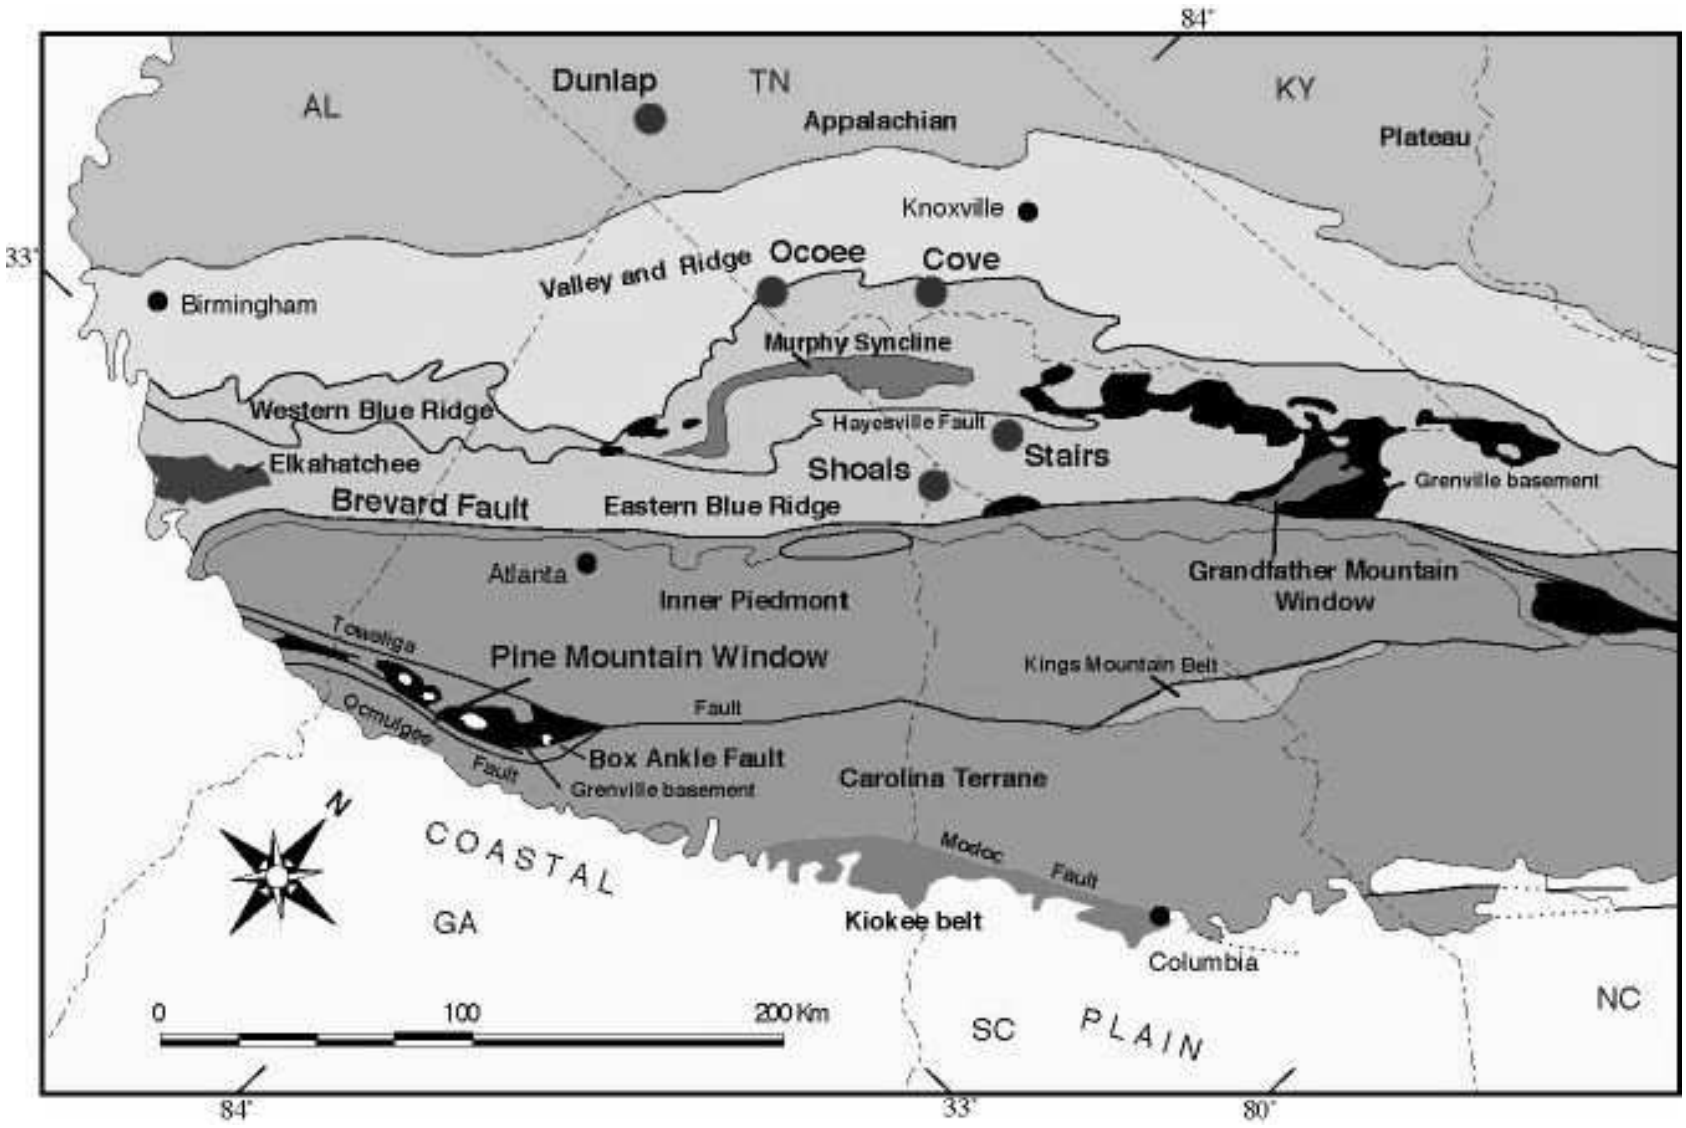 84°
Dunlap
TN
KY
AL
Appalachian
Plateau
Knoxville
33°
Valley and Ridge
Ocoee
Cove
Birmingham
Murphy Syncline
Western Blue Ridge
Hayesville Fault
Elkahatchee
Shoals
Stairs
Brevard Fault
Eastern Blue Ridge
Grenville basement
Atlanta
Inner Piedmont
Grandfather Mountain
Window
Towaliga
Pine Mountain Window
Kings Mountain Belt
Ocmulgee
Fault
Fault
Box Ankle Fault
Grenville basement
Carolina Terrane
N
COASTAL
Modoc
Fault
GA
Kiokee belt
Columbia
0 100 200 Km
SC
PLAIN
NC
84°
33°
80°